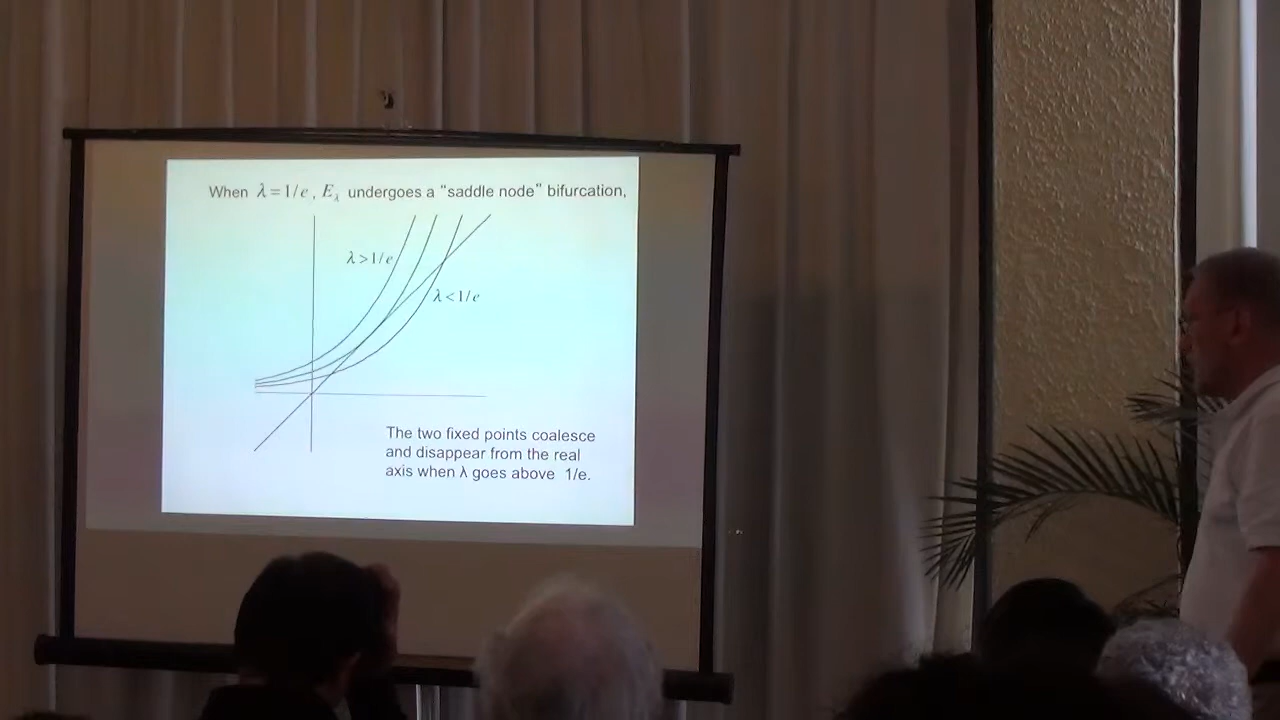 When λ=1/e, E_λ undergoes a “saddle node” bifurcation,
λ>1/e
λ<1/e
The two fixed points coalesce
and disappear from the real
axis when λ goes above 1/e.